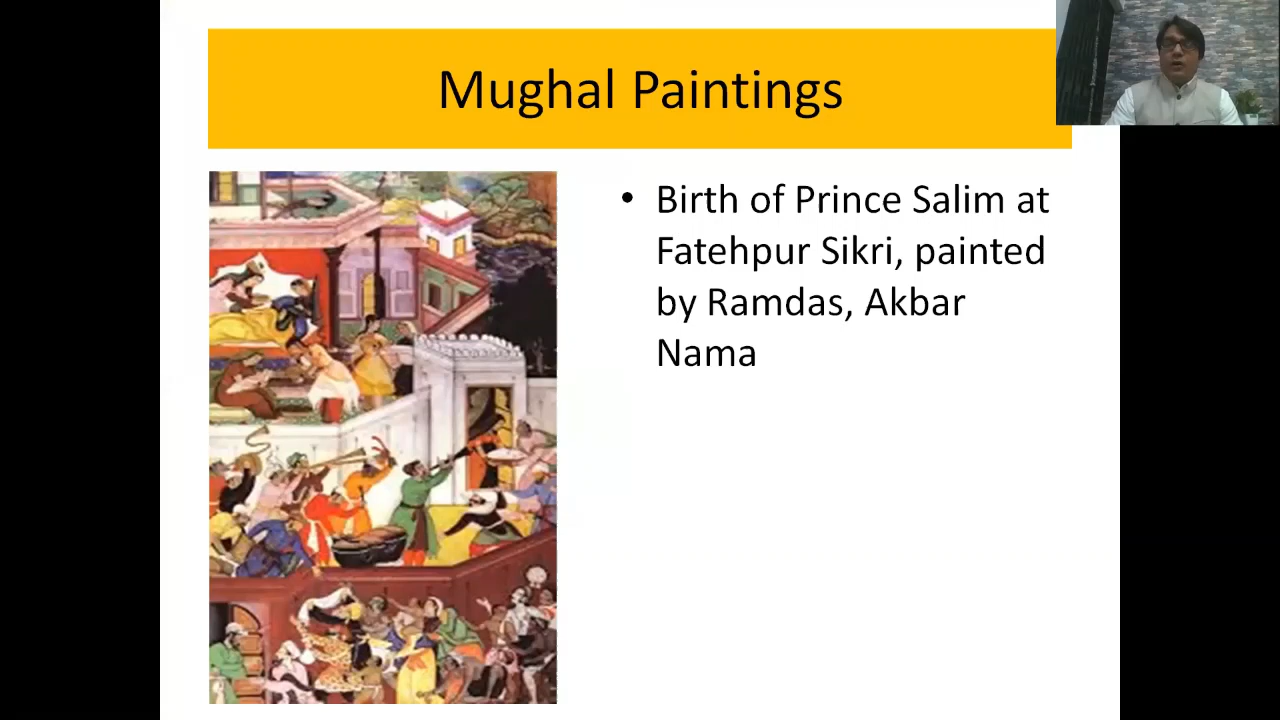 Mughal Paintings
• Birth of Prince Salim at
Fatehpur Sikri, painted
by Ramdas, Akbar
Nama